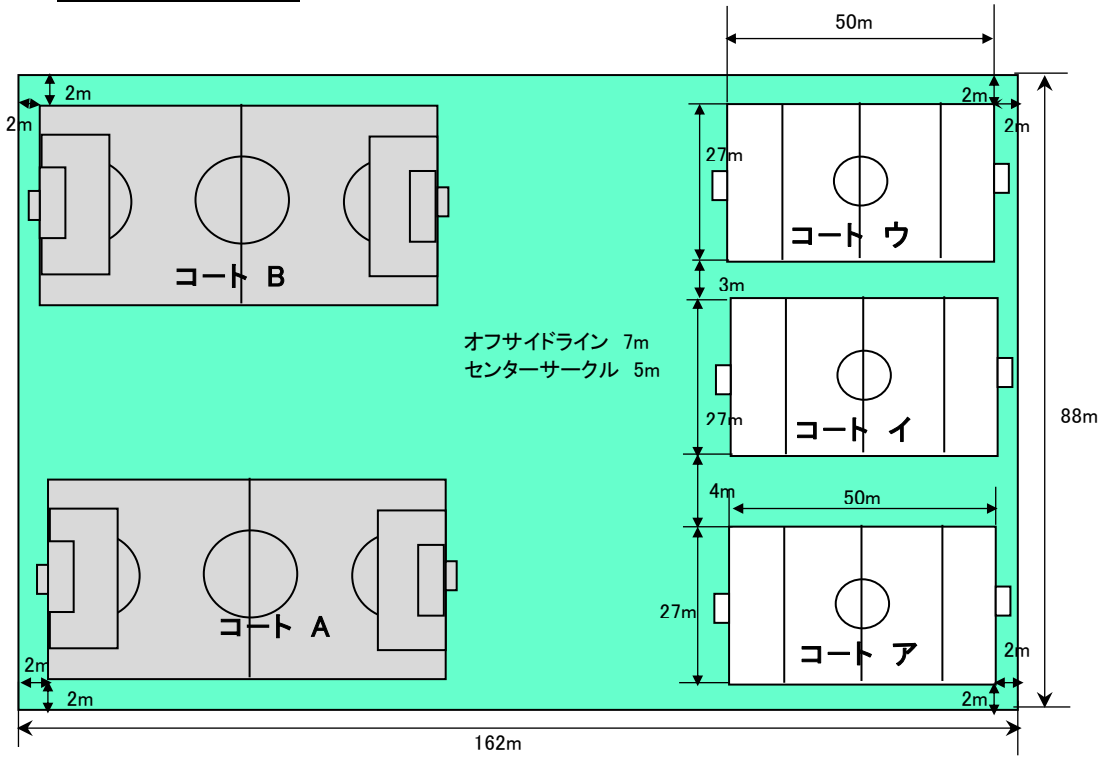 50m
2m
2m
2m
2m
27m
コート ウ
コート B
3m
オフサイドライン 7m
センターサークル 5m
27m
コート イ
88m
4m
50m
27m
コート A
コート ア
2m
2m
2m
2m
162m